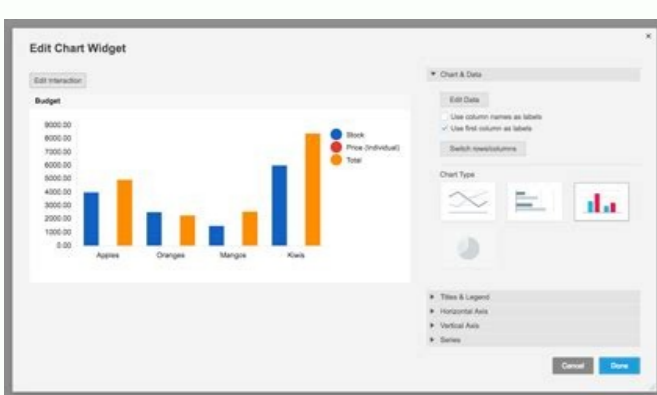 Edit Chart Widget
×
Edit Interaction
Budget
9000.00
8000.00
7000.00
6000.00
5000.00
4000.00
3000.00
2000.00
1000.00
0.00
Apples
Oranges
Mangos
Kiwis
Stock
Price (Individual)
Total
Chart & Data
Edit Data
Use column names as labels
Use first column as labels
Switch rows/columns
Chart Type
Titles & Legend
Horizontal Axis
Vertical Axis
Series
Cancel
Done